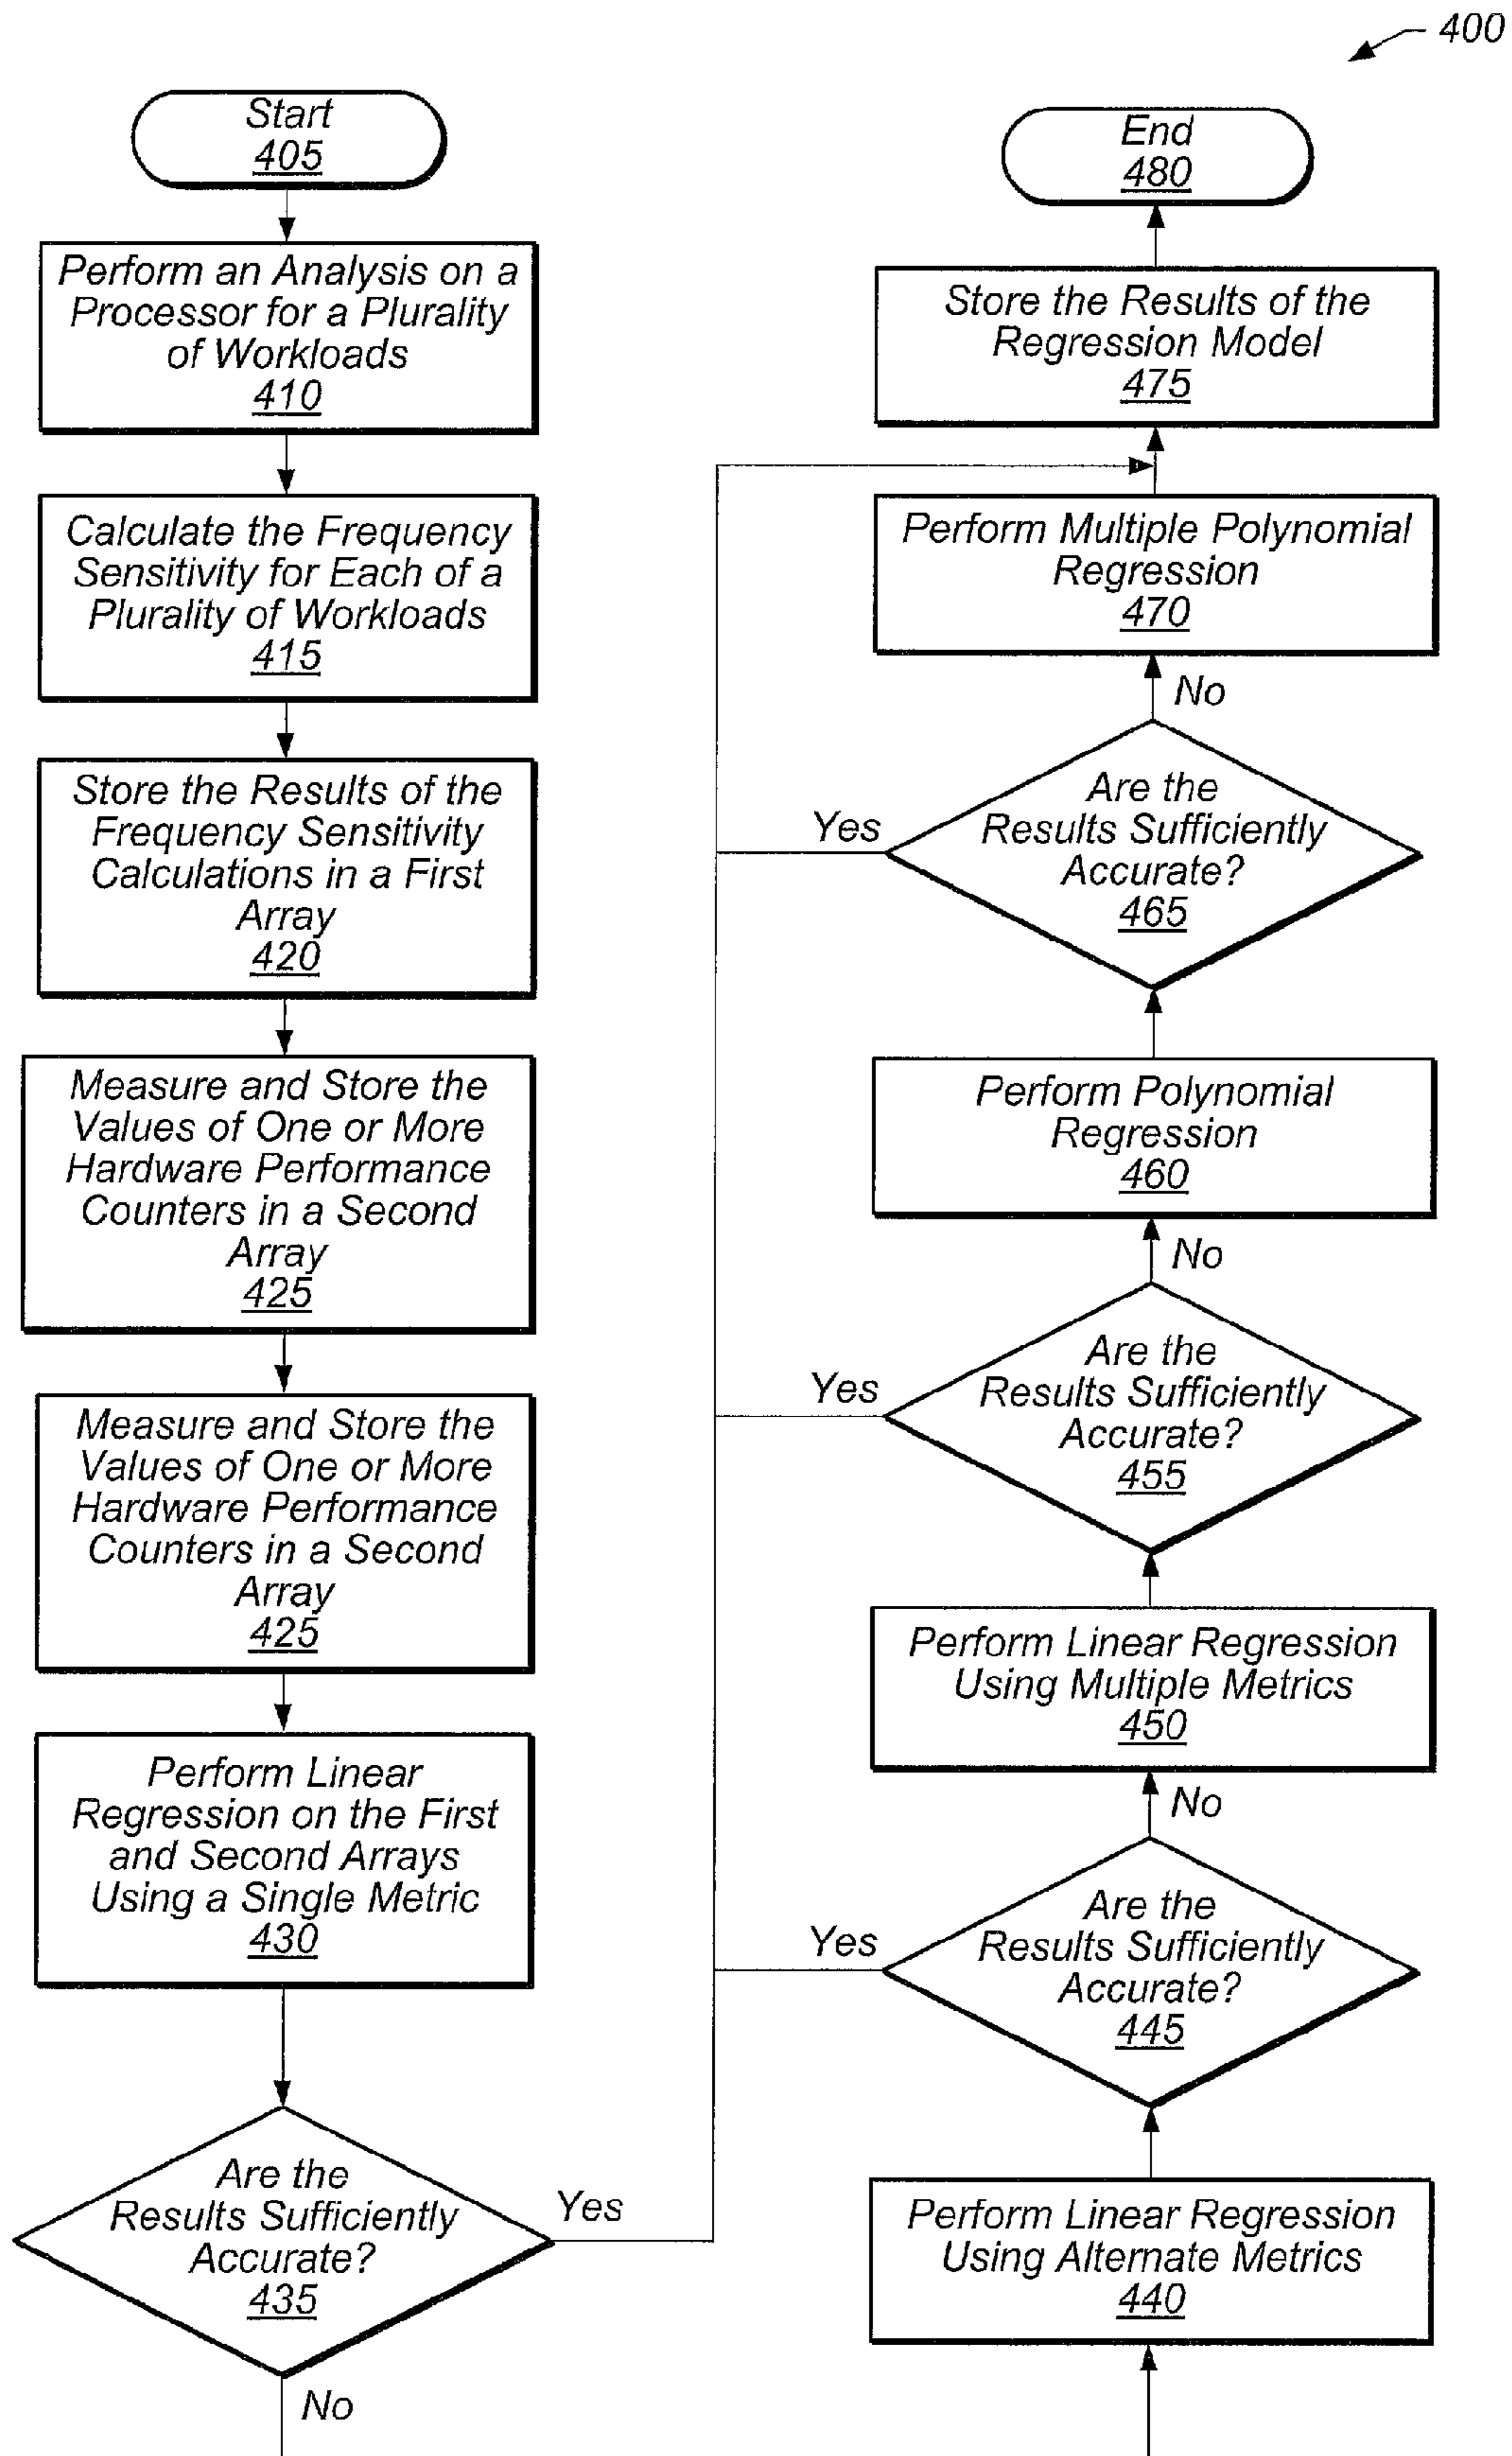 400
Start
405
Perform an Analysis on a
Processor for a Plurality
of Workloads
410
Calculate the Frequency
Sensitivity for Each of a
Plurality of Workloads
415
Store the Results of the
Frequency Sensitivity
Calculations in a First
Array
420
Measure and Store the
Values of One or More
Hardware Performance
Counters in a Second
Array
425
Measure and Store the
Values of One or More
Hardware Performance
Counters in a Second
Array
425
Perform Linear
Regression on the First
and Second Arrays
Using a Single Metric
430
Are the
Results Sufficiently
Accurate?
435
Yes
No
End
480
Store the Results of the
Regression Model
475
Perform Multiple Polynomial
Regression
470
No
Are the
Results Sufficiently
Accurate?
465
Yes
Perform Polynomial
Regression
460
No
Are the
Results Sufficiently
Accurate?
455
Yes
Perform Linear Regression
Using Multiple Metrics
450
No
Are the
Results Sufficiently
Accurate?
445
Yes
Perform Linear Regression
Using Alternate Metrics
440